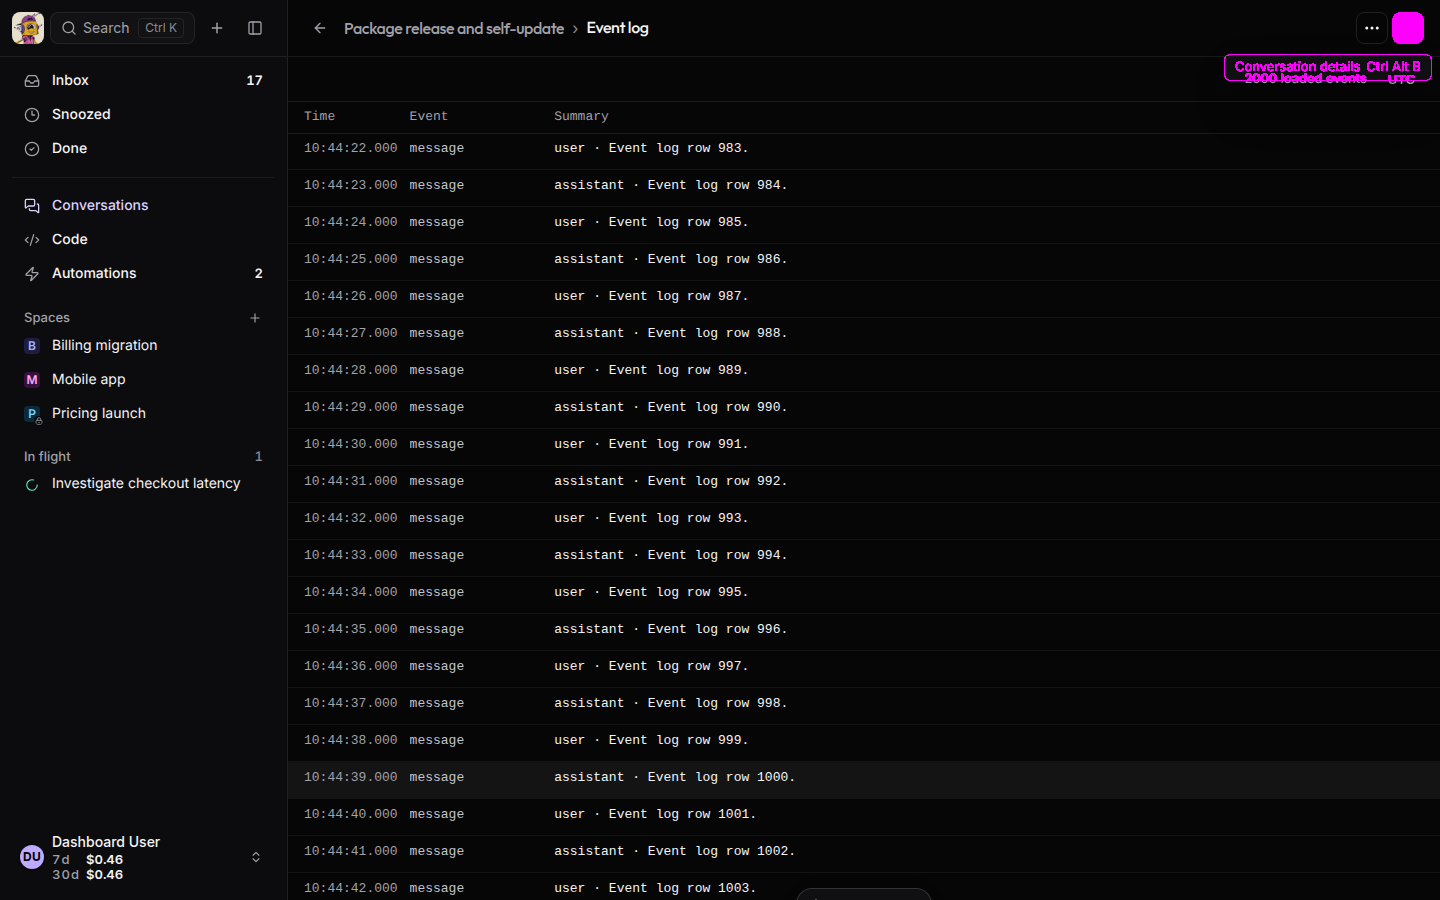 Search Ctrl K
Package release and self-update › Event log
Conversation details Ctrl Alt B
2000 loaded events UTC
Inbox 17
Snoozed
Done
Conversations
Code
Automations 2
Spaces
B Billing migration
M Mobile app
P Pricing launch
In flight 1
Investigate checkout latency
DU Dashboard User
7d $0.46
30d $0.46
Time Event Summary
10:44:22.000 message user · Event log row 983.
10:44:23.000 message assistant · Event log row 984.
10:44:24.000 message user · Event log row 985.
10:44:25.000 message assistant · Event log row 986.
10:44:26.000 message user · Event log row 987.
10:44:27.000 message assistant · Event log row 988.
10:44:28.000 message user · Event log row 989.
10:44:29.000 message assistant · Event log row 990.
10:44:30.000 message user · Event log row 991.
10:44:31.000 message assistant · Event log row 992.
10:44:32.000 message user · Event log row 993.
10:44:33.000 message assistant · Event log row 994.
10:44:34.000 message user · Event log row 995.
10:44:35.000 message assistant · Event log row 996.
10:44:36.000 message user · Event log row 997.
10:44:37.000 message assistant · Event log row 998.
10:44:38.000 message user · Event log row 999.
10:44:39.000 message assistant · Event log row 1000.
10:44:40.000 message user · Event log row 1001.
10:44:41.000 message assistant · Event log row 1002.
10:44:42.000 message user · Event log row 1003.